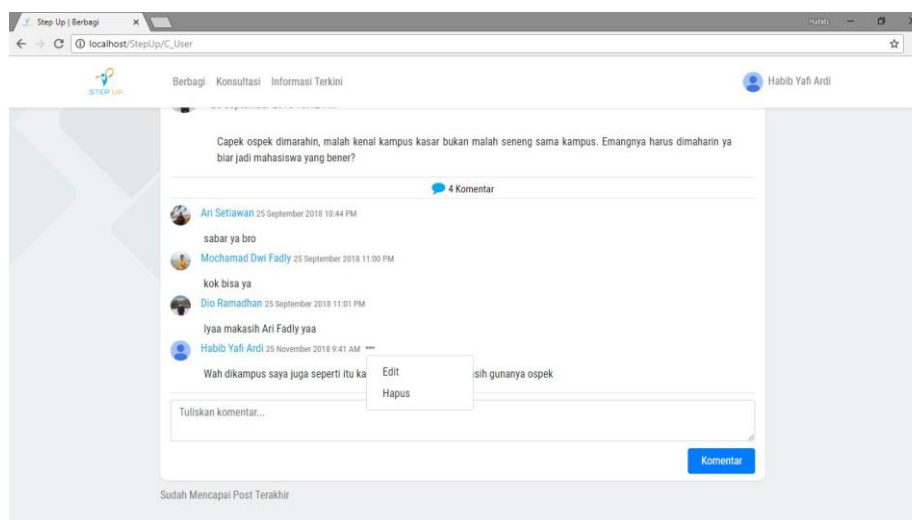 Step Up | Berbagi
Habib
localhost/StepUp/C_User
STEP UP
Berbagi Konsultasi Informasi Terkini
Habib Yafi Ardi
Capek ospek dimarahin, malah kenal kampus kasar bukan malah seneng sama kampus. Emangnya harus dimaharin ya
biar jadi mahasiswa yang bener?
4 Komentar
Ari Setiawan 25 September 2018 10:44 PM
sabar ya bro
Mochamad Dwi Fadly 25 September 2018 11:00 PM
kok bisa ya
Dio Ramadhan 25 September 2018 11:01 PM
Iyaa makasih Ari Fadly yaa
Habib Yafi Ardi 25 November 2018 9:41 AM •••
Edit
Wah dikampus saya juga seperti itu ka sih gunanya ospek
Hapus
Tuliskan komentar...
Komentar
Sudah Mencapai Post Terakhir